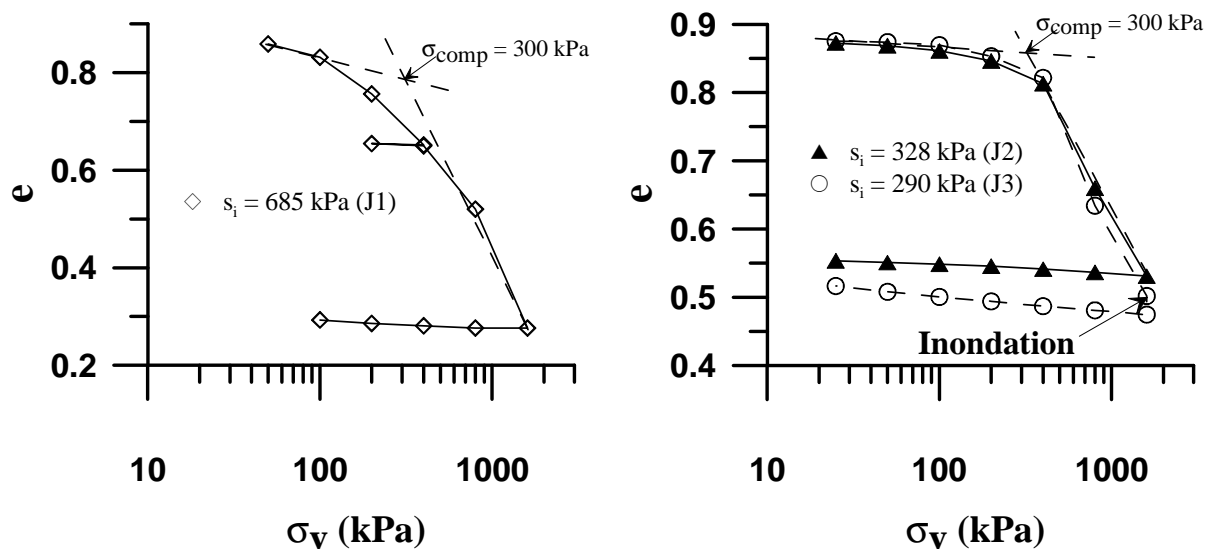 0.8
0.6
0.4
0.2
e
σcomp = 300 kPa
si = 685 kPa (J1)
10
100
1000
σv (kPa)
0.9
0.8
0.7
0.6
0.5
0.4
e
σcomp = 300 kPa
si = 328 kPa (J2)
si = 290 kPa (J3)
Inondation
10
100
1000
σv (kPa)